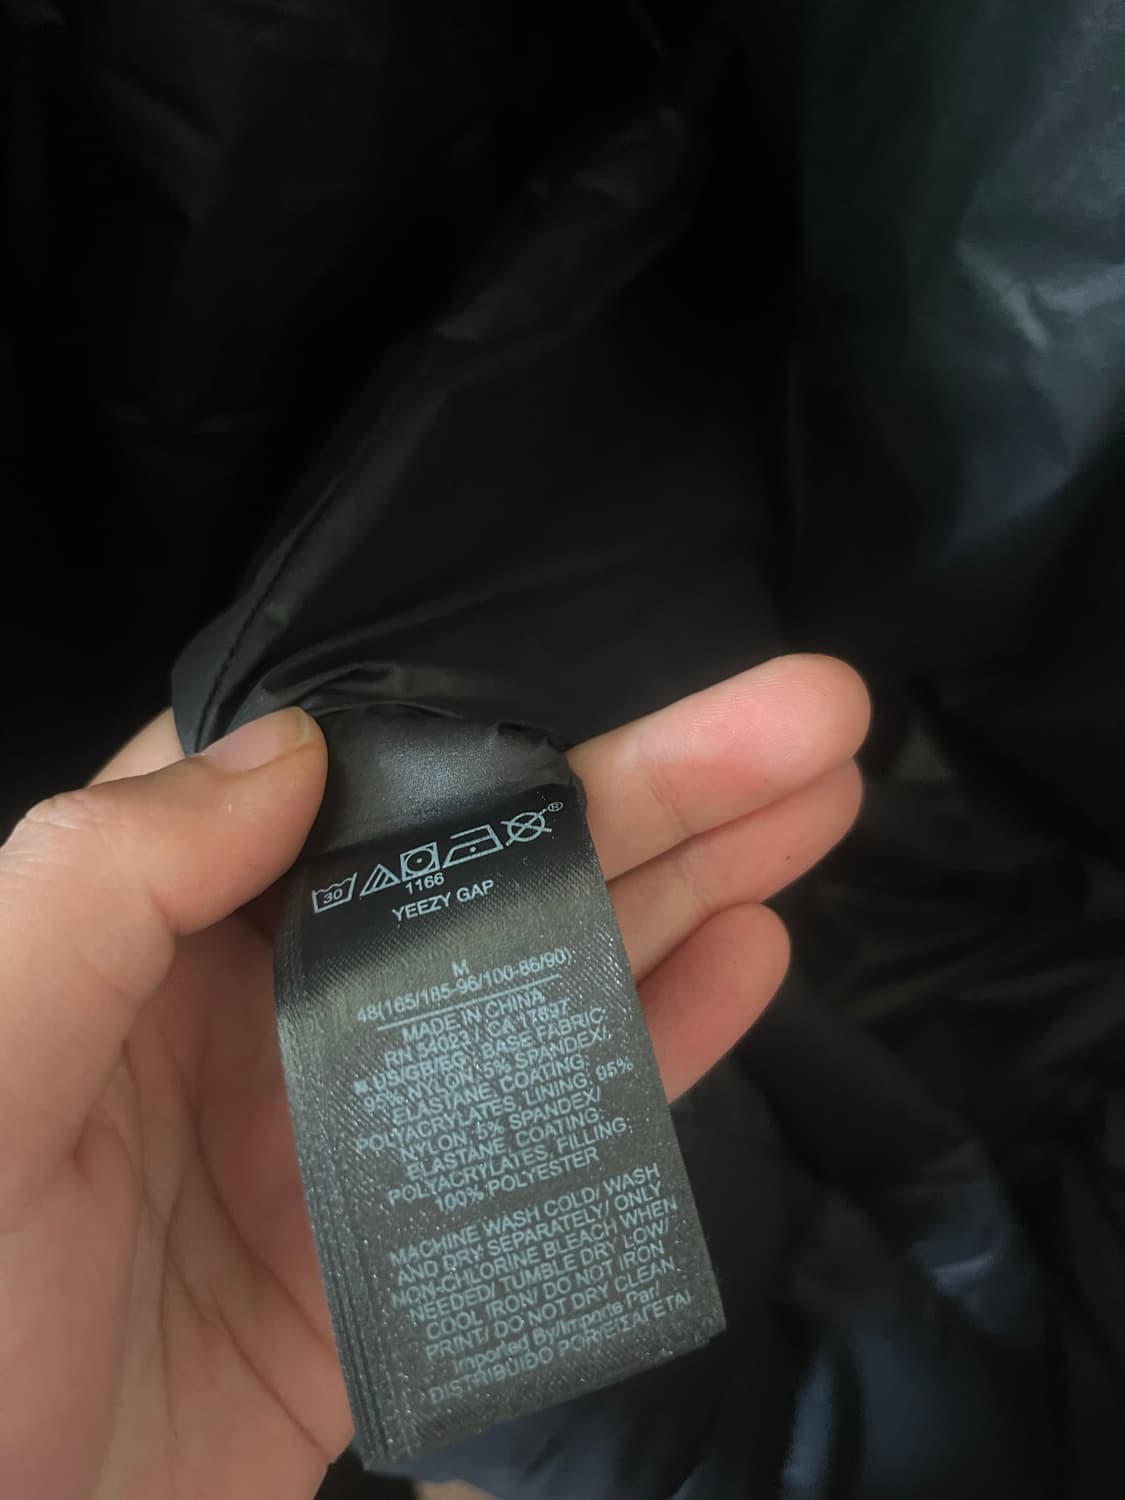 ®
30
1166
YEEZY GAP
M
48(165/185-96/100-86/90)
MADE IN CHINA
RN 54023 CA 17897
US/GB/EG: BASE FABRIC:
95% NYLON, 5% SPANDEX/
ELASTANE, COATING:
POLYACRYLATES, LINING: 95%
NYLON, 5% SPANDEX/
ELASTANE, COATING:
POLYACRYLATES, FILLING:
100% POLYESTER
MACHINE WASH COLD/ WASH
AND DRY SEPARATELY/ ONLY
NON-CHLORINE BLEACH WHEN
NEEDED/ TUMBLE DRY LOW/
COOL IRON/ DO NOT IRON
PRINT/ DO NOT DRY CLEAN
Imported By/Importe Par/
DISTRIBUIDO POR/ΕΙΣΑΓΕΤΑΙ